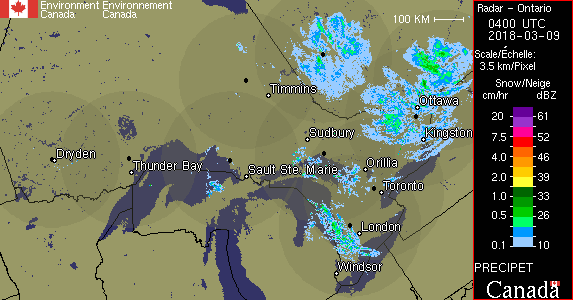 Environment Environnement
Canada Canada
100 KM
Timmins
Ottawa
Sudbury
Kingston
Dryden
Thunder Bay
Sault Ste. Marie
Orillia
Toronto
London
Windsor
Radar - Ontario
0400 UTC
2018-03-09
Scale/Échelle:
3.5 km/Pixel
Snow/Neige
cm/hr dBZ
20 61
7.5 52
4.0 46
2.0 39
1.0 33
0.5 26
0.1 10
PRECIPET
Canada